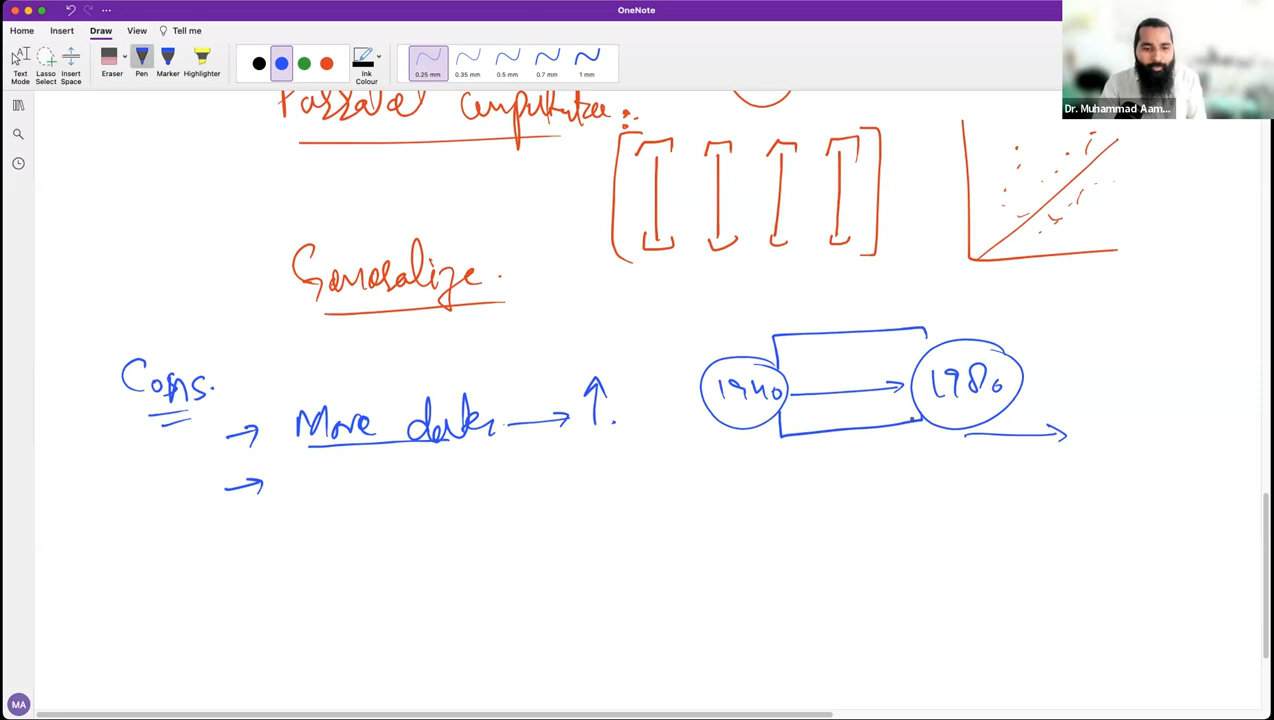 OneNote
Home Insert Draw View Tell me
Text Mode
Lasso Select
Insert Space
Eraser
Pen
Marker
Highlighter
Ink Colour
0.25 mm
0.35 mm
0.5 mm
0.7 mm
1 mm
Dr. Muhammad Aam...
Generalize.
Cons.
→ More data → ↑.
1940 → 1980
→
MA